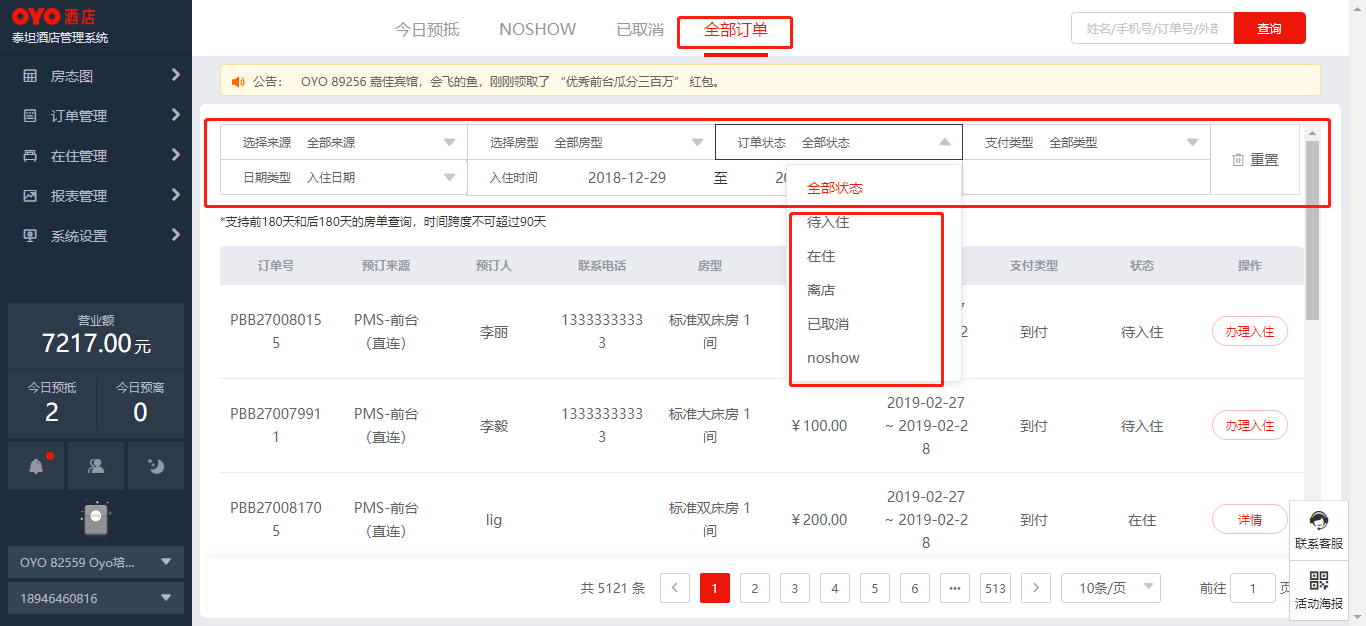 OYO 酒店
泰坦酒店管理系统
房态图
订单管理
在住管理
报表管理
系统设置
营业额
7217.00元
今日预抵 今日预离
2 0
OYO 82559 Oyo培...
18946460816
今日预抵 NOSHOW 已取消 全部订单
姓名/手机号/订单号/外部 查询
公告： OYO 89256 嘉佳宾馆，会飞的鱼，刚刚领取了 “优秀前台瓜分三百万” 红包。
选择来源 全部来源 选择房型 全部房型 订单状态 全部状态 支付类型 全部类型
重置
日期类型 入住日期 入住时间 2018-12-29 至 20
全部状态
待入住
在住
离店
已取消
noshow
*支持前180天和后180天的房单查询，时间跨度不可超过90天
订单号 预订来源 预订人 联系电话 房型 支付类型 状态 操作
PBB27008015 PMS-前台 1333333333 标准双床房 1 7
李丽 2 到付 待入住 办理入住
5 （直连） 3 间
PBB27007991 PMS-前台 1333333333 标准大床房 1 2019-02-27
李毅 ¥100.00 ~ 2019-02-2 到付 待入住 办理入住
1 （直连） 3 间 8
PBB27008170 PMS-前台 标准双床房 1 2019-02-27
lig ¥200.00 ~ 2019-02-2 到付 在住 详情
5 （直连） 间 8
共 5121 条 < 1 2 3 4 5 6 ··· 513 > 10条/页 前往 1 页
联系客服
活动海报